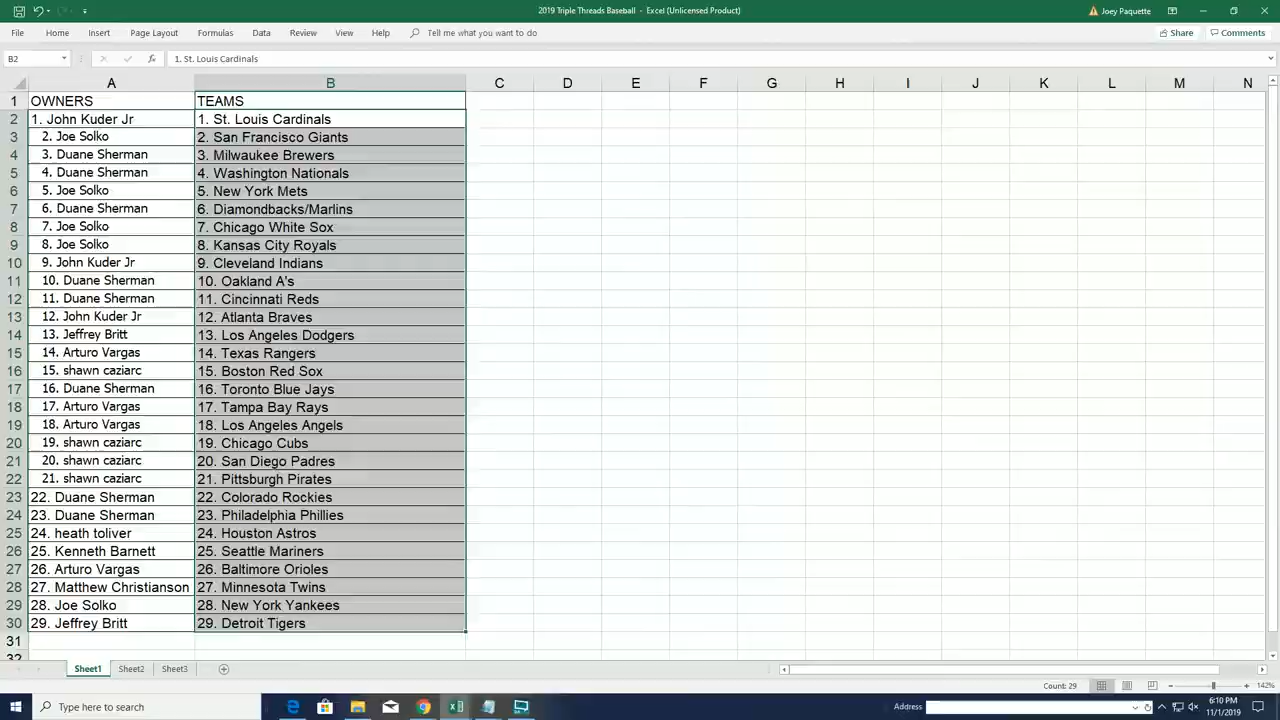 2019 Triple Threads Baseball - Excel (Unlicensed Product)
Joey Paquette
File Home Insert Page Layout Formulas Data Review View Help Tell me what you want to do Share Comments
B2 fx 1. St. Louis Cardinals
A B C D E F G H I J K L M N
1 OWNERS TEAMS
2 1. John Kuder Jr 1. St. Louis Cardinals
3 2. Joe Solko 2. San Francisco Giants
4 3. Duane Sherman 3. Milwaukee Brewers
5 4. Duane Sherman 4. Washington Nationals
6 5. Joe Solko 5. New York Mets
7 6. Duane Sherman 6. Diamondbacks/Marlins
8 7. Joe Solko 7. Chicago White Sox
9 8. Joe Solko 8. Kansas City Royals
10 9. John Kuder Jr 9. Cleveland Indians
11 10. Duane Sherman 10. Oakland A's
12 11. Duane Sherman 11. Cincinnati Reds
13 12. John Kuder Jr 12. Atlanta Braves
14 13. Jeffrey Britt 13. Los Angeles Dodgers
15 14. Arturo Vargas 14. Texas Rangers
16 15. shawn caziarc 15. Boston Red Sox
17 16. Duane Sherman 16. Toronto Blue Jays
18 17. Arturo Vargas 17. Tampa Bay Rays
19 18. Arturo Vargas 18. Los Angeles Angels
20 19. shawn caziarc 19. Chicago Cubs
21 20. shawn caziarc 20. San Diego Padres
22 21. shawn caziarc 21. Pittsburgh Pirates
23 22. Duane Sherman 22. Colorado Rockies
24 23. Duane Sherman 23. Philadelphia Phillies
25 24. heath toliver 24. Houston Astros
26 25. Kenneth Barnett 25. Seattle Mariners
27 26. Arturo Vargas 26. Baltimore Orioles
28 27. Matthew Christianson 27. Minnesota Twins
29 28. Joe Solko 28. New York Yankees
30 29. Jeffrey Britt 29. Detroit Tigers
31
32
Sheet1 Sheet2 Sheet3
Count: 29 142%
Type here to search Address 6:10 PM
11/1/2019